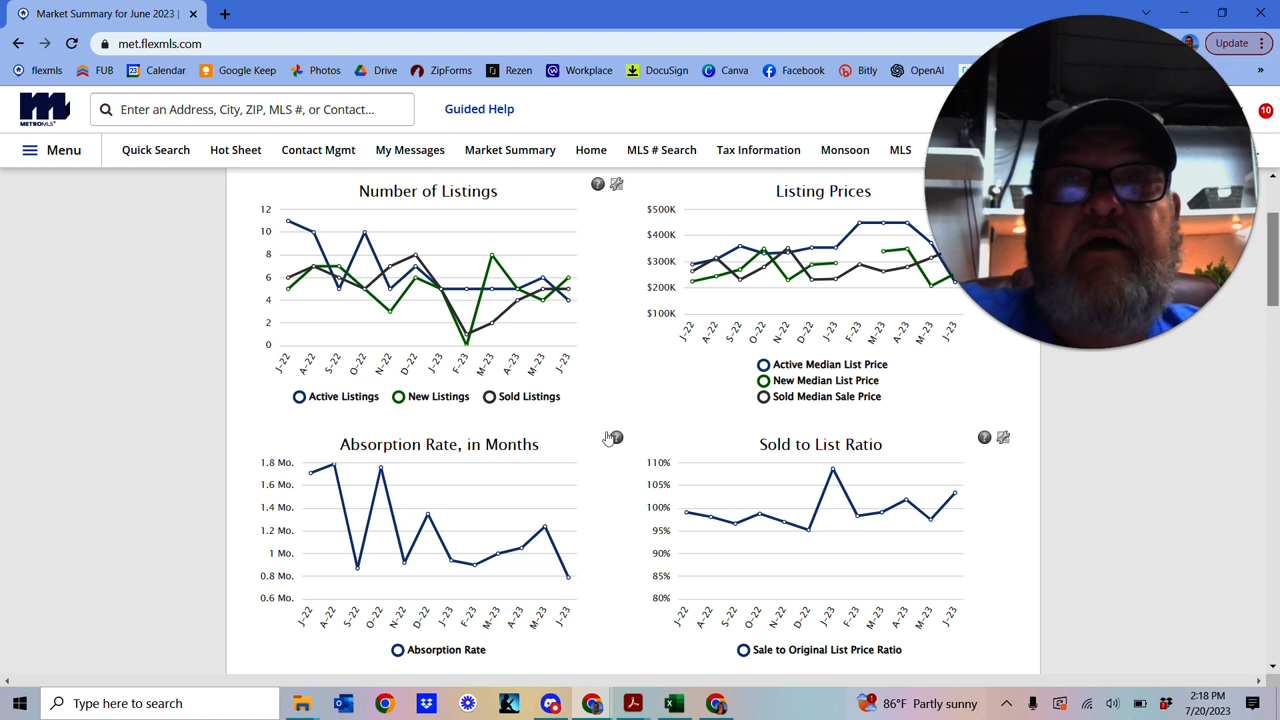 Market Summary for June 2023 |
met.flexmls.com
Update
flexmls FUB 23 Calendar Google Keep Photos Drive ZipForms Rezen Workplace DocuSign Canva Facebook Bitly OpenAI »
METROMLS
Enter an Address, City, ZIP, MLS #, or Contact...
Guided Help
10
Menu Quick Search Hot Sheet Contact Mgmt My Messages Market Summary Home MLS # Search Tax Information Monsoon MLS
Number of Listings
?
12
10
8
6
4
2
0
J-22 A-22 S-22 O-22 N-22 D-22 J-23 F-23 M-23 A-23 M-23 J-23
Active Listings New Listings Sold Listings
Listing Prices
$500K
$400K
$300K
$200K
$100K
J-22 A-22 S-22 O-22 N-22 D-22 J-23 F-23 M-23 A-23 M-23 J-23
Active Median List Price
New Median List Price
Sold Median Sale Price
Absorption Rate, in Months
?
1.8 Mo.
1.6 Mo.
1.4 Mo.
1.2 Mo.
1 Mo.
0.8 Mo.
0.6 Mo.
J-22 A-22 S-22 O-22 N-22 D-22 J-23 F-23 M-23 A-23 M-23 J-23
Absorption Rate
Sold to List Ratio
?
110%
105%
100%
95%
90%
85%
80%
J-22 A-22 S-22 O-22 N-22 D-22 J-23 F-23 M-23 A-23 M-23 J-23
Sale to Original List Price Ratio
Type here to search
86°F Partly sunny
2:18 PM
7/20/2023